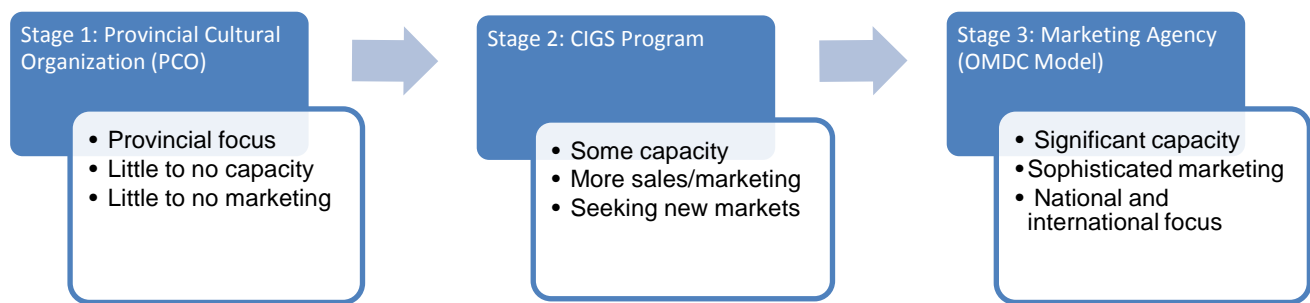 Stage 1: Provincial Cultural
Organization (PCO)
• Provincial focus
• Little to no capacity
• Little to no marketing
Stage 2: CIGS Program
• Some capacity
• More sales/marketing
• Seeking new markets
Stage 3: Marketing Agency
(OMDC Model)
• Significant capacity
•Sophisticated marketing
• National and
international focus